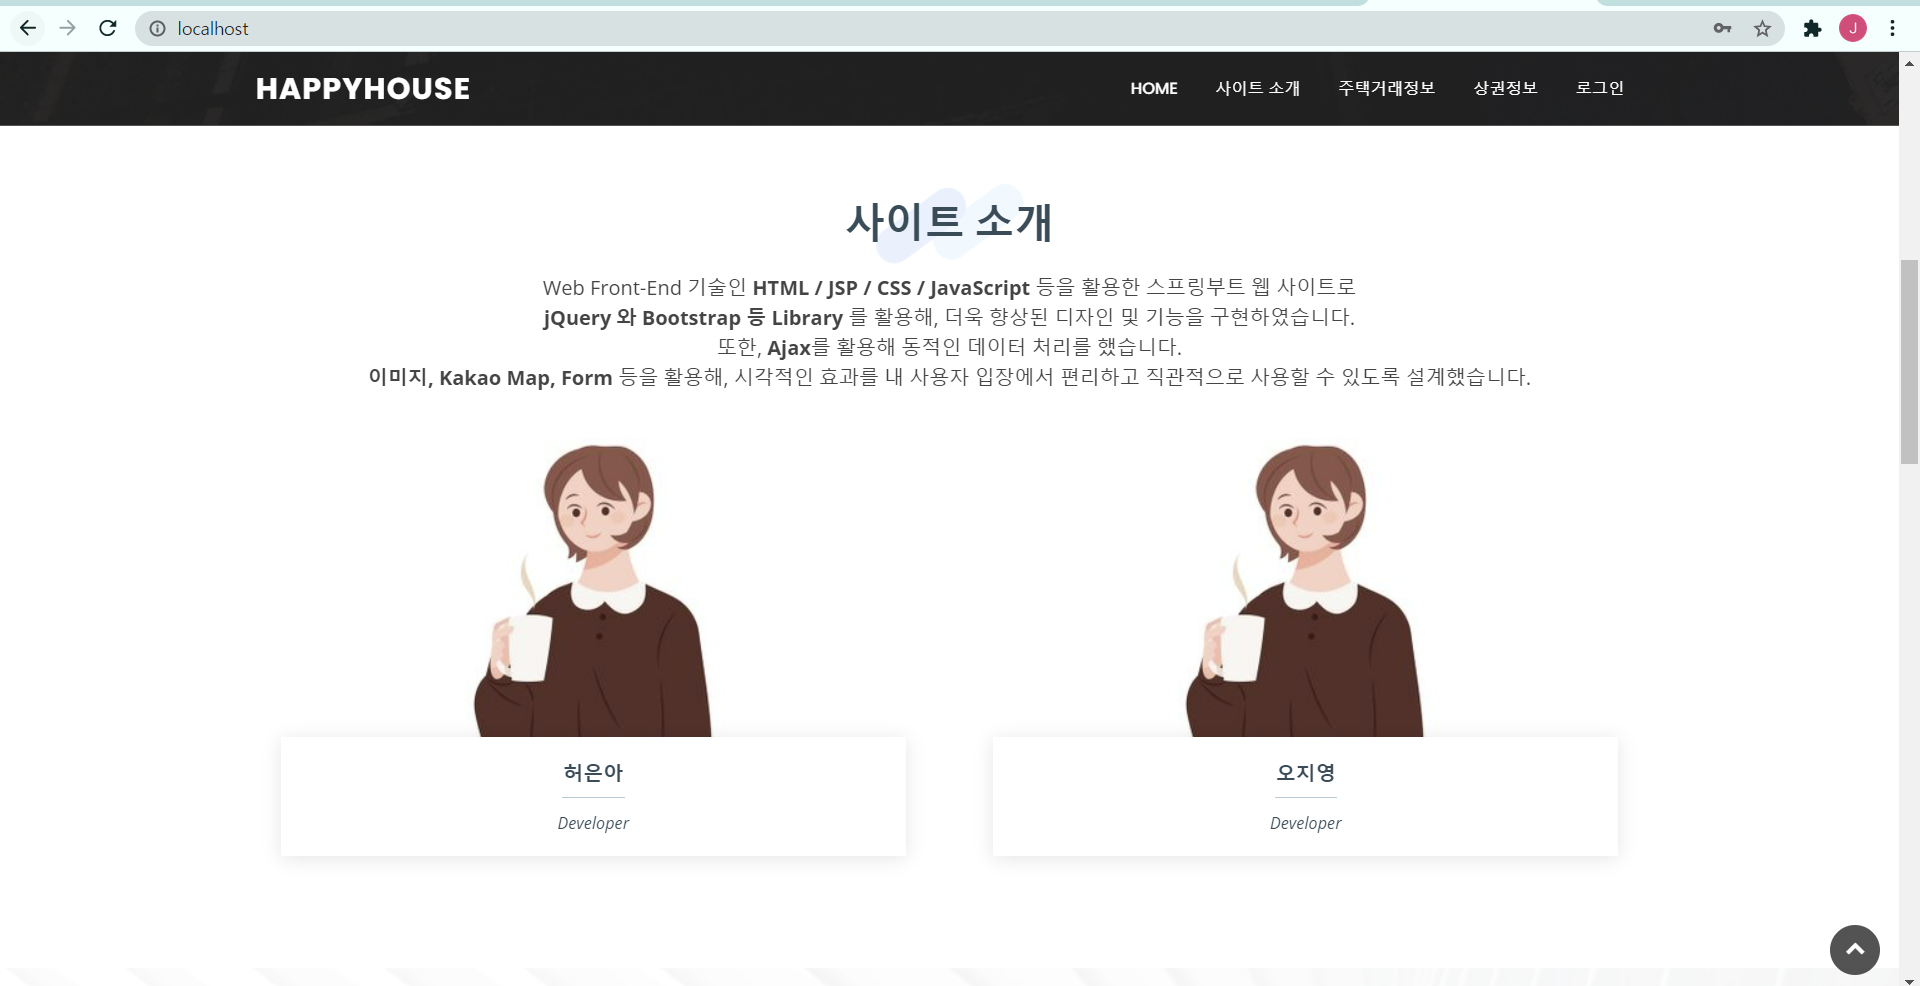 localhost
J
HAPPYHOUSE
HOME 사이트 소개 주택거래정보 상권정보 로그인
사이트 소개
Web Front-End 기술인 HTML / JSP / CSS / JavaScript 등을 활용한 스프링부트 웹 사이트로
jQuery 와 Bootstrap 등 Library 를 활용해, 더욱 향상된 디자인 및 기능을 구현하였습니다.
또한, Ajax를 활용해 동적인 데이터 처리를 했습니다.
이미지, Kakao Map, Form 등을 활용해, 시각적인 효과를 내 사용자 입장에서 편리하고 직관적으로 사용할 수 있도록 설계했습니다.
허은아
Developer
오지영
Developer